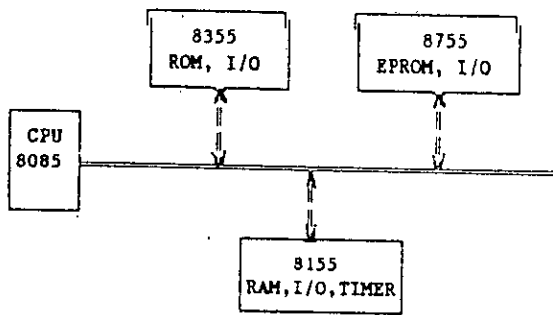 8355
ROM, I/O
8755
EPROM, I/O
CPU
8085
8155
RAM,I/O,TIMER